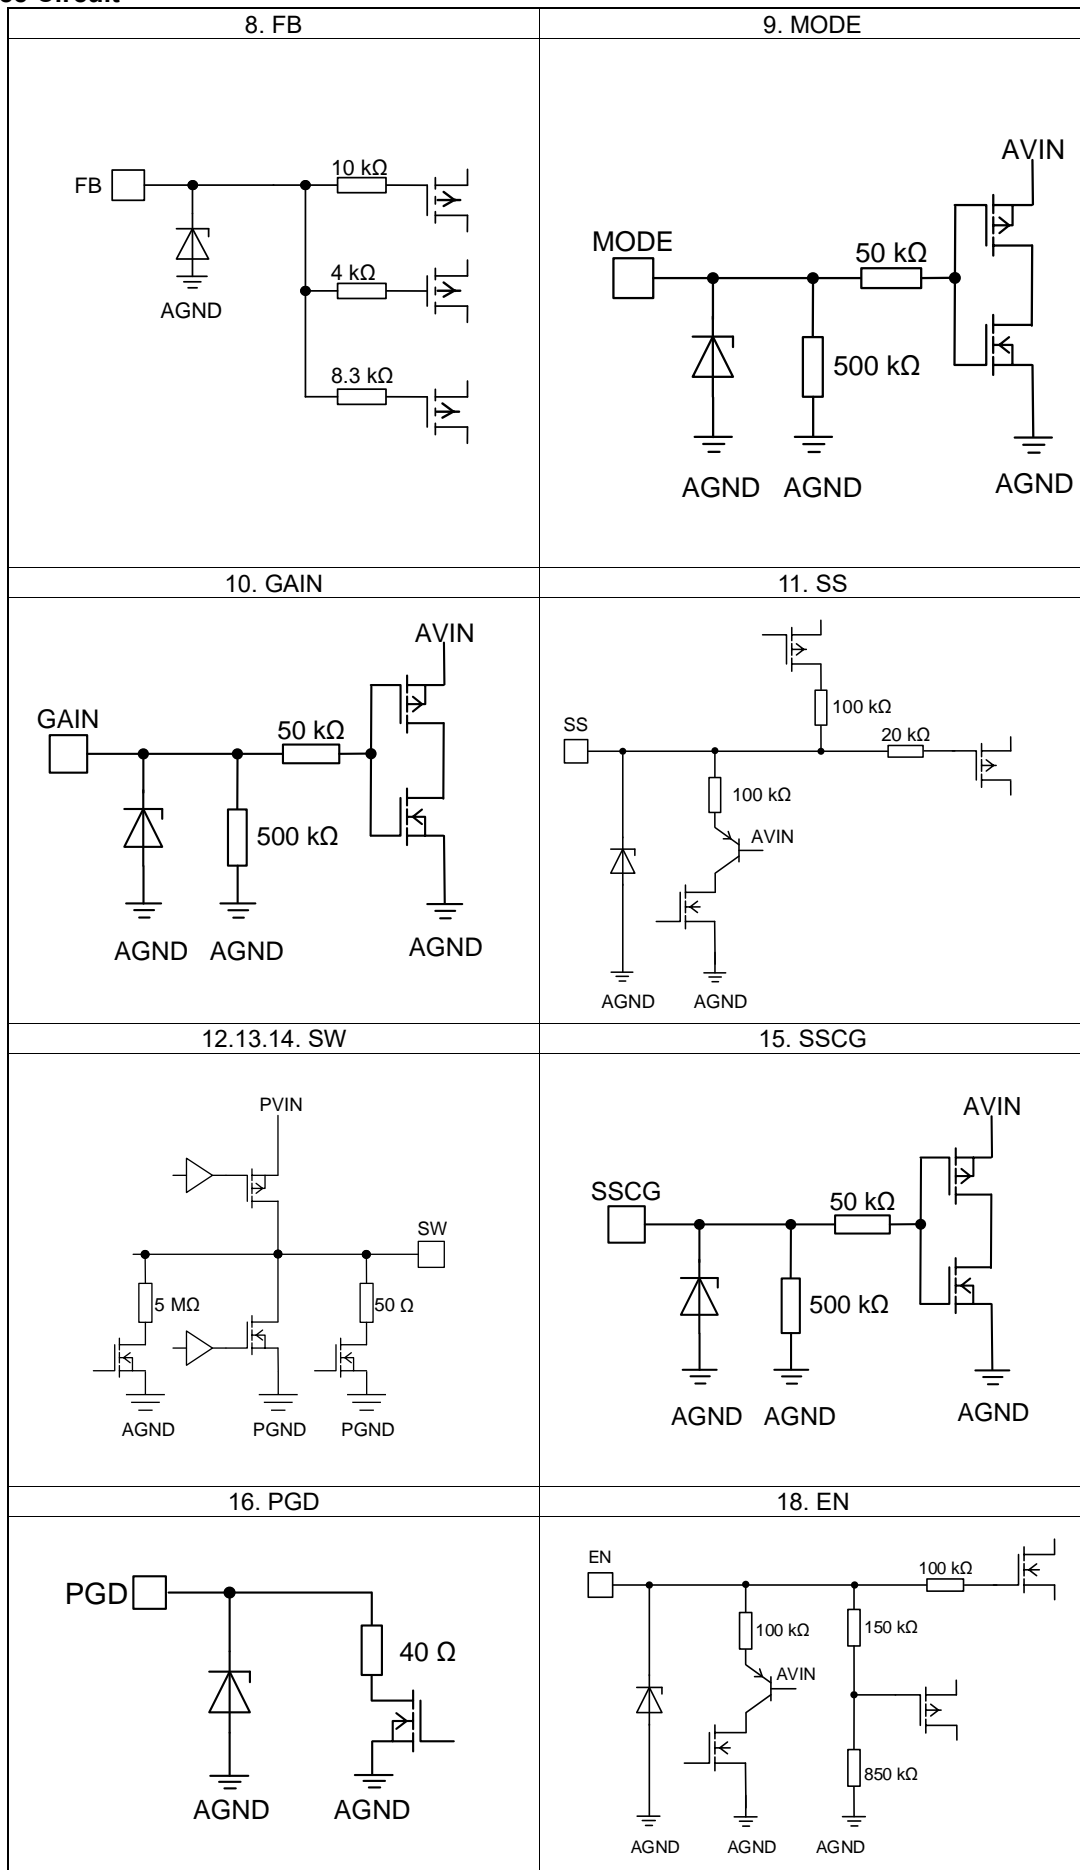 8. FB
9. MODE
FB
10 kΩ
4 kΩ
8.3 kΩ
AGND
AVIN
MODE
50 kΩ
500 kΩ
AGND
AGND
AGND
10. GAIN
11. SS
AVIN
GAIN
50 kΩ
500 kΩ
AGND
AGND
AGND
SS
100 kΩ
20 kΩ
100 kΩ
AVIN
AGND
AGND
12.13.14. SW
15. SSCG
PVIN
SW
5 MΩ
50 Ω
AGND
PGND
PGND
AVIN
SSCG
50 kΩ
500 kΩ
AGND
AGND
AGND
16. PGD
18. EN
PGD
40 Ω
AGND
AGND
EN
100 kΩ
100 kΩ
150 kΩ
AVIN
850 kΩ
AGND
AGND
AGND